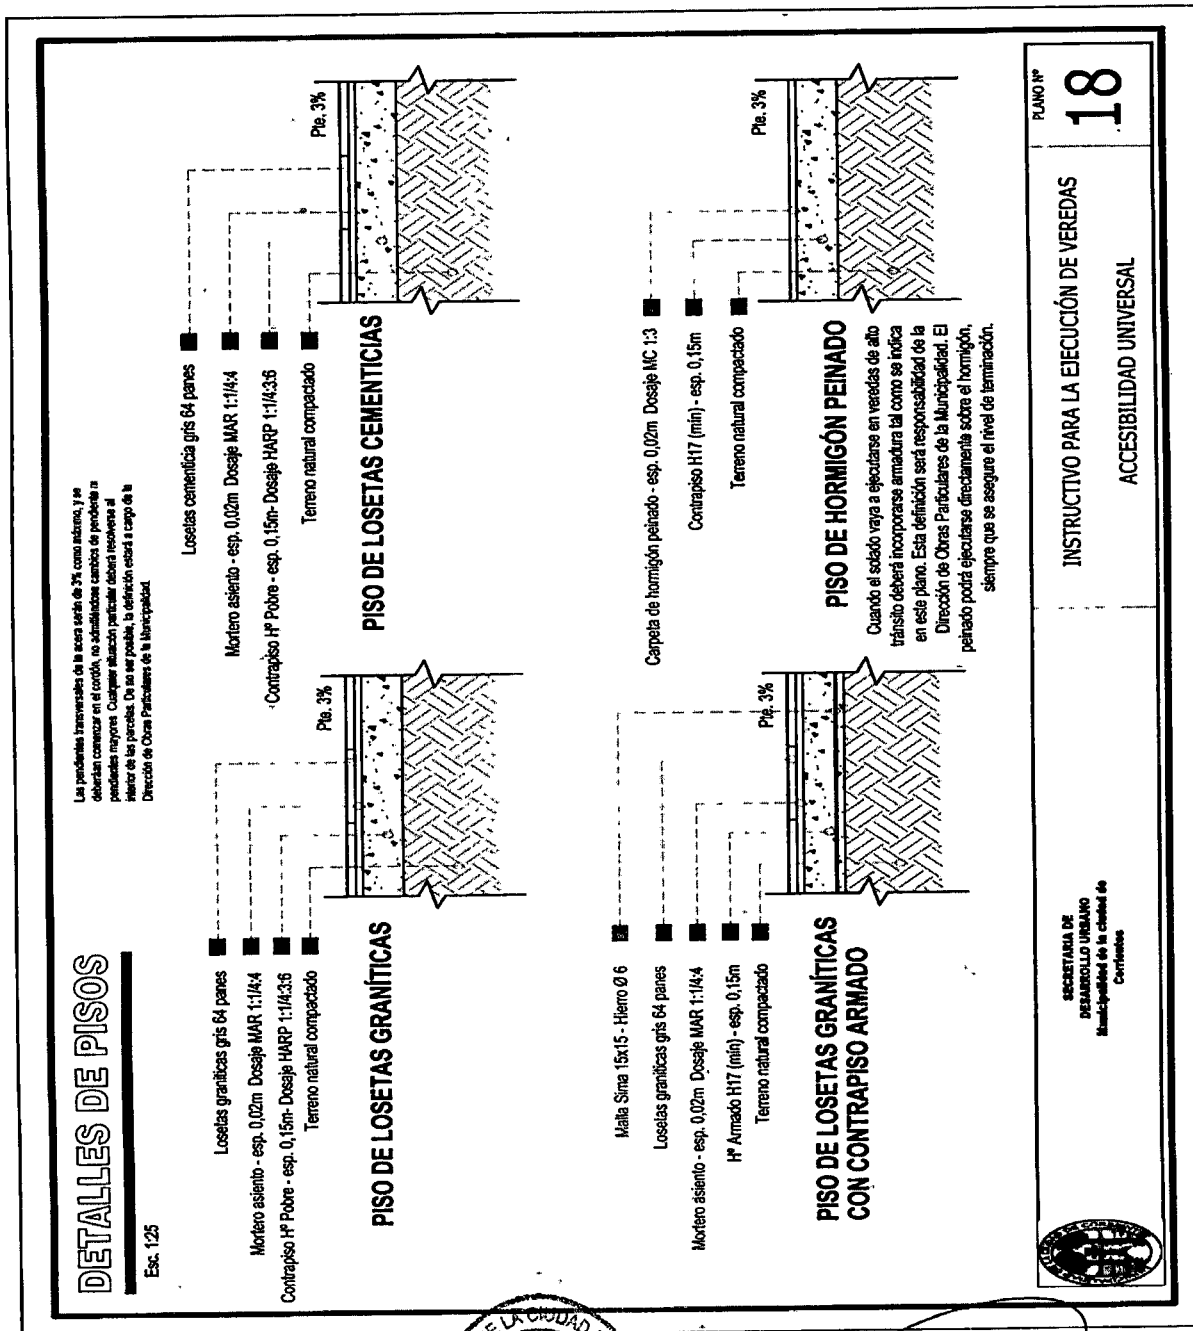 DETALLES DE PISOS
Esc. 1:25
Las pendientes transversales de la acera serán de 3% como máximo, y se
deberían comenzar en el cordón, no admitiéndose cambios de pendiente ni
pendientes mayores. Cualquier situación particular deberá resolverse al
interior de las parcelas. De no ser posible, la definición estará a cargo de la
Dirección de Obras Particulares de la Municipalidad.
Losetas graníticas gris 64 panes
Mortero asiento - esp. 0,02m Dosaje MAR 1:1/4:4
Contrapiso Hº Pobre - esp. 0,15m- Dosaje HARP 1:1/4:3:6
Terreno natural compactado
Pte. 3%
PISO DE LOSETAS GRANÍTICAS
Losetas cementicia gris 64 panes
Mortero asiento - esp. 0,02m Dosaje MAR 1:1/4:4
Contrapiso Hº Pobre - esp. 0,15m- Dosaje HARP 1:1/4:3:6
Terreno natural compactado
Pte. 3%
PISO DE LOSETAS CEMENTICIAS
Malla Sima 15x15 - Hierro Ø 6
Losetas graníticas gris 64 panes
Mortero asiento - esp. 0,02m Dosaje MAR 1:1/4:4
Hº Armado H17 (min) - esp. 0,15m
Terreno natural compactado
Pte. 3%
PISO DE LOSETAS GRANÍTICAS
CON CONTRAPISO ARMADO
Carpeta de hormigón peinado - esp. 0,02m Dosaje MC 1:3
Contrapiso H17 (min) - esp. 0,15m
Terreno natural compactado
Pte. 3%
PISO DE HORMIGÓN PEINADO
Cuando el solado vaya a ejecutarse en veredas de alto
tránsito deberá incorporarse armadura tal como se indica
en este plano. Esta definición será responsabilidad de la
Dirección de Obras Particulares de la Municipalidad. El
peinado podrá ejecutarse directamente sobre el hormigón,
siempre que se asegure el nivel de terminación.
SECRETARIA DE
DESARROLLO URBANO
Municipalidad de la ciudad de
Corrientes
INSTRUCTIVO PARA LA EJECUCIÓN DE VEREDAS
ACCESIBILIDAD UNIVERSAL
PLANO Nº
18
E LA CIUDAD